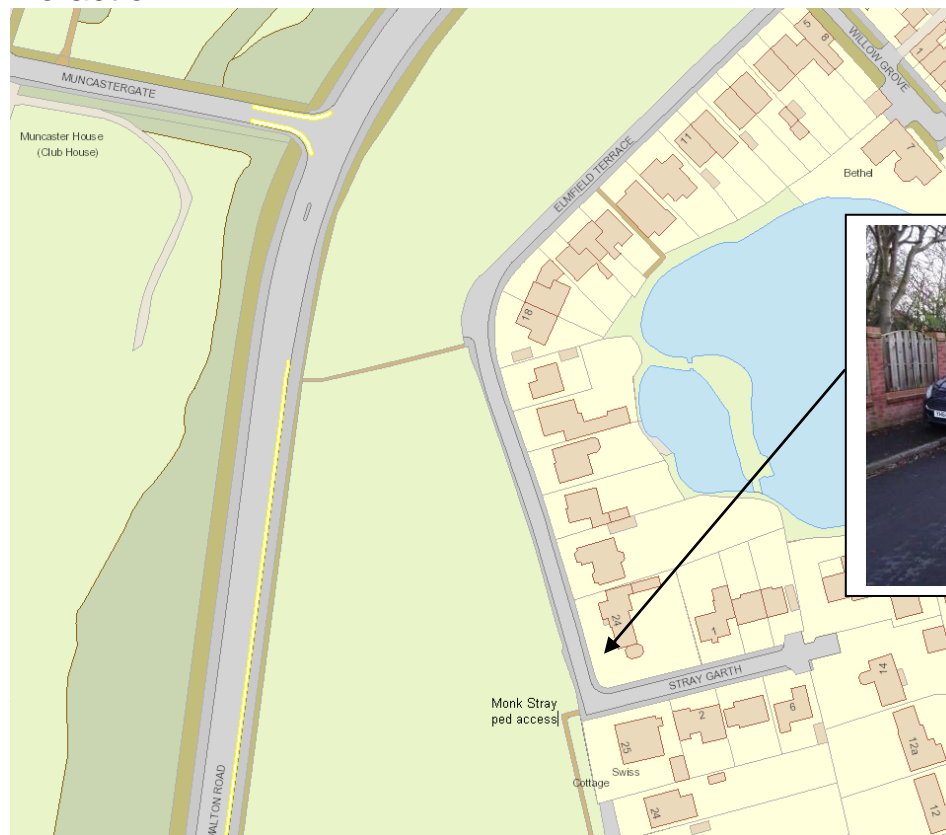 MUNCASTERGATE
Muncaster House
(Club House)
5
8
WILLOW GROVE
1
11
7
Bethel
ELMFIELD TERRACE
18
24
1
STRAY GARTH
14
Monk Stray
ped access
2
6
25
Swiss
Cottage
12a
24
12
MALTON ROAD